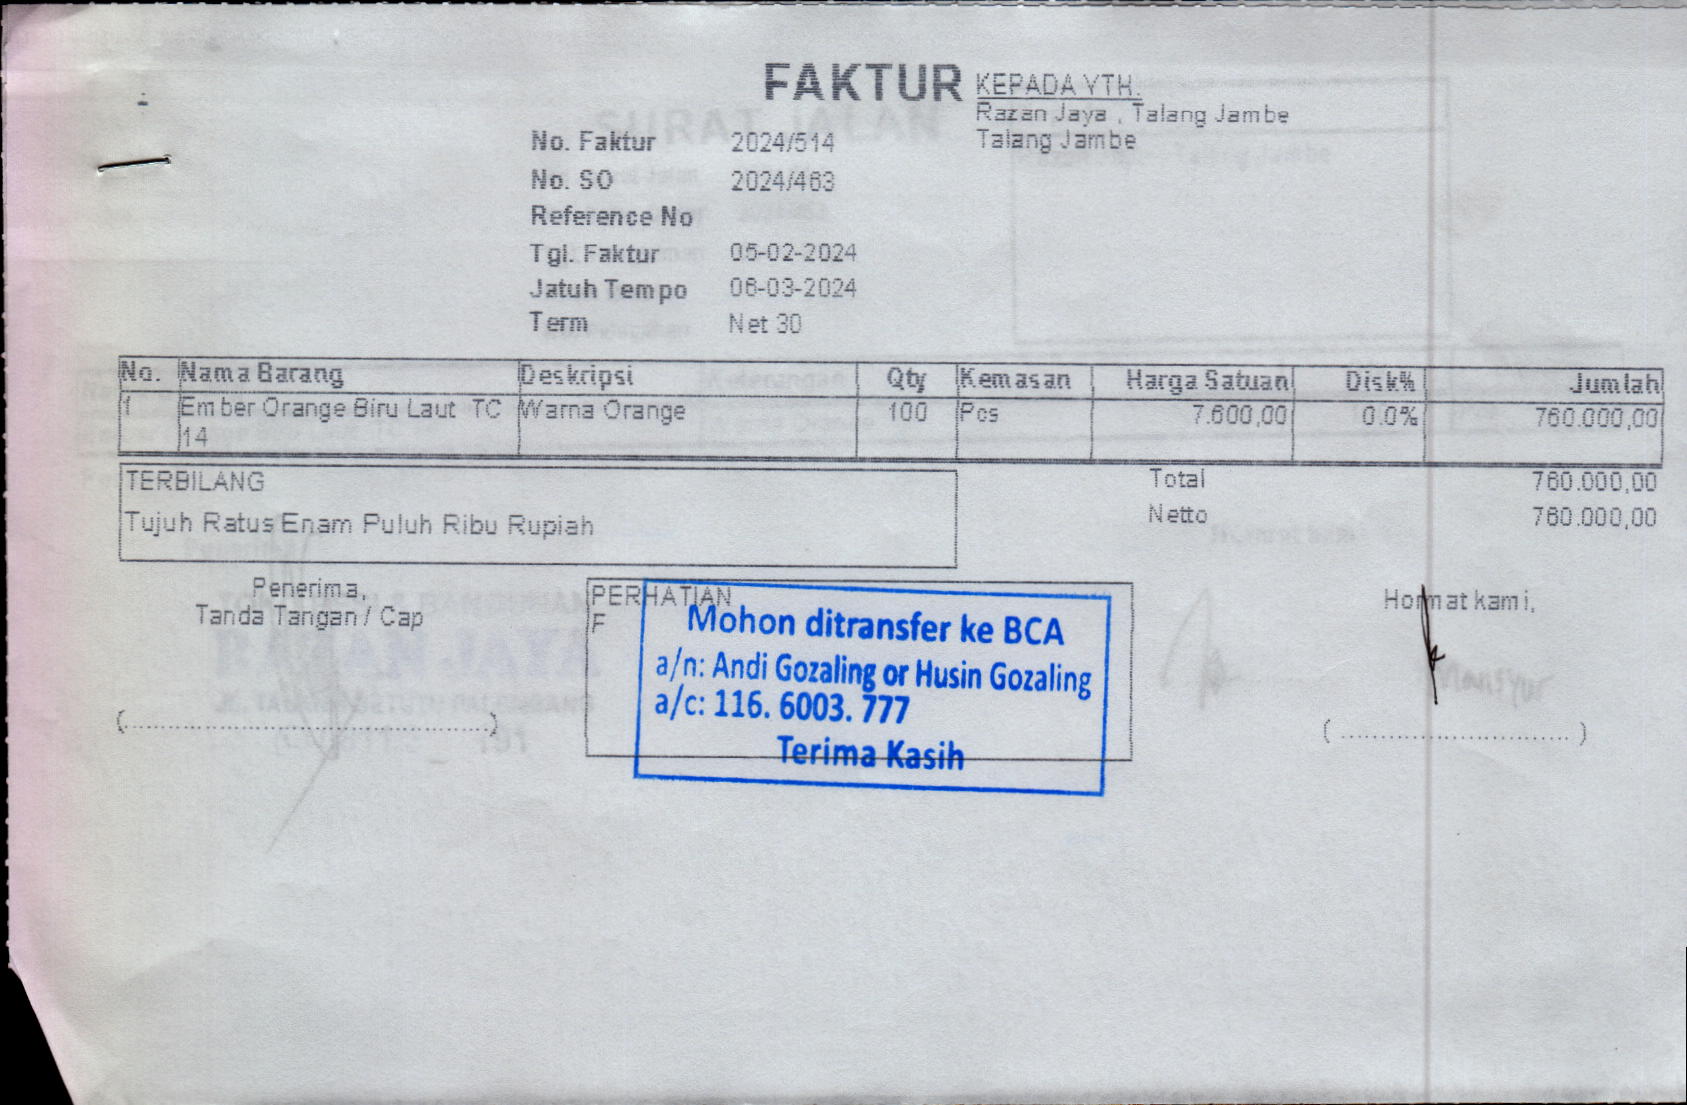 FAKTUR
KEPADA YTH.
Razan Jaya , Talang Jambe
Talang Jambe
No. Faktur 2024/514
No. SO 2024/463
Reference No
Tgl. Faktur 05-02-2024
Jatuh Tempo 06-03-2024
Term Net 30
No. Nama Barang Deskripsi Qty Kemasan Harga Satuan Disk% Jumlah
1 Ember Orange Biru Laut TC Warna Orange 100 Pcs 7.600,00 0.0% 760.000,00
14
TERBILANG
Tujuh Ratus Enam Puluh Ribu Rupiah
Total 760.000,00
Netto 760.000,00
Penerima,
Tanda Tangan / Cap
(.................................................)
PERHATIAN
F
Mohon ditransfer ke BCA
a/n: Andi Gozaling or Husin Gozaling
a/c: 116. 6003. 777
Terima Kasih
Hormat kami,
( .............................. )
SURAT JALAN
RAZAN JAYA